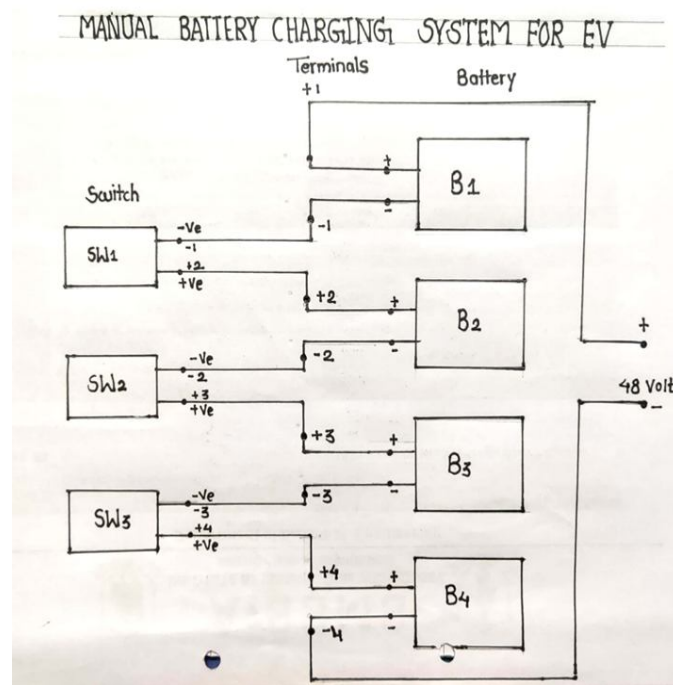 MANUAL BATTERY CHARGING SYSTEM FOR EV
Terminals
Battery
+1
+
B1
-
-1
Switch
SW1
-Ve
-1
+2
+Ve
+2
+
B2
-
-2
+
48 Volt
-
SW2
-Ve
-2
+3
+Ve
+3
+
B3
-
-3
SW3
-Ve
-3
+4
+Ve
+4
+
B4
-
-4